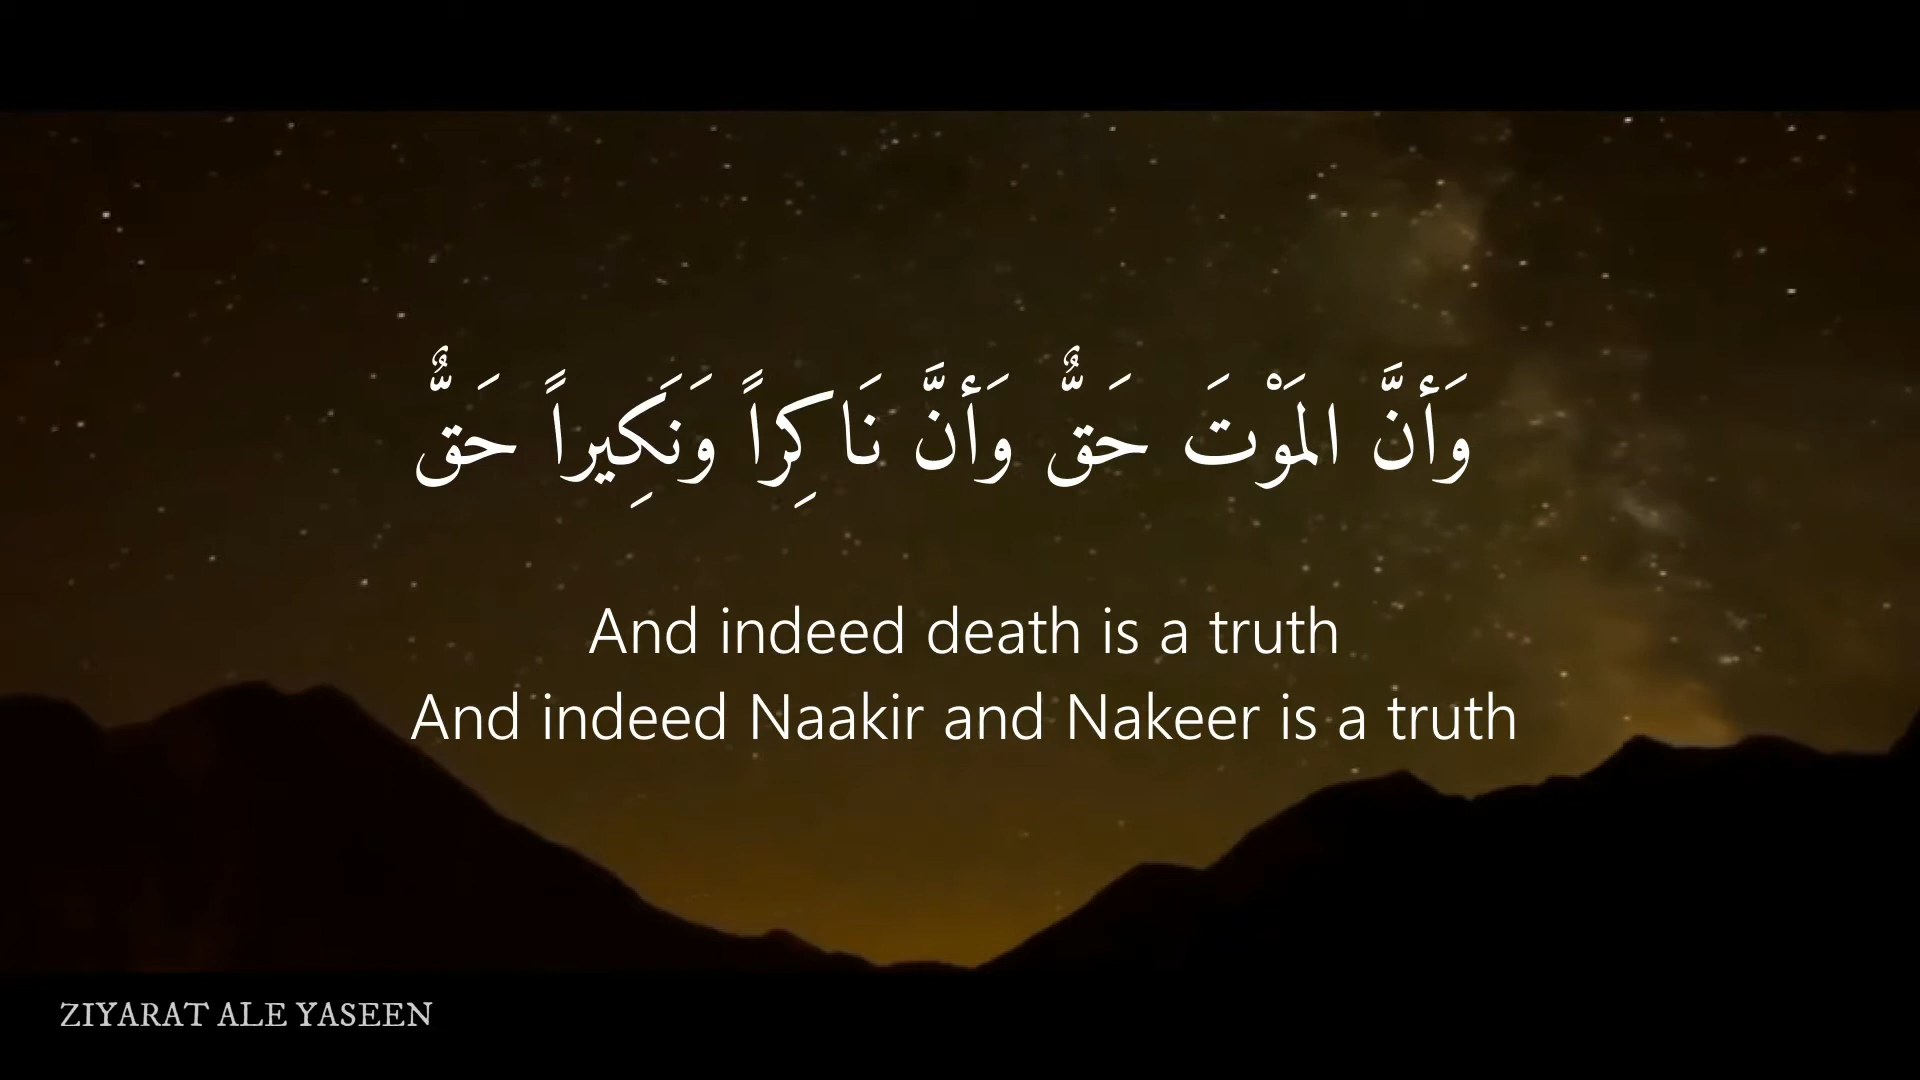 وَأَنَّ المَوْتَ حَقٌّ وَأَنَّ نَاكِراً وَنَكِيراً حَقٌّ
And indeed death is a truth
And indeed Naakir and Nakeer is a truth
ZIYARAT ALE YASEEN